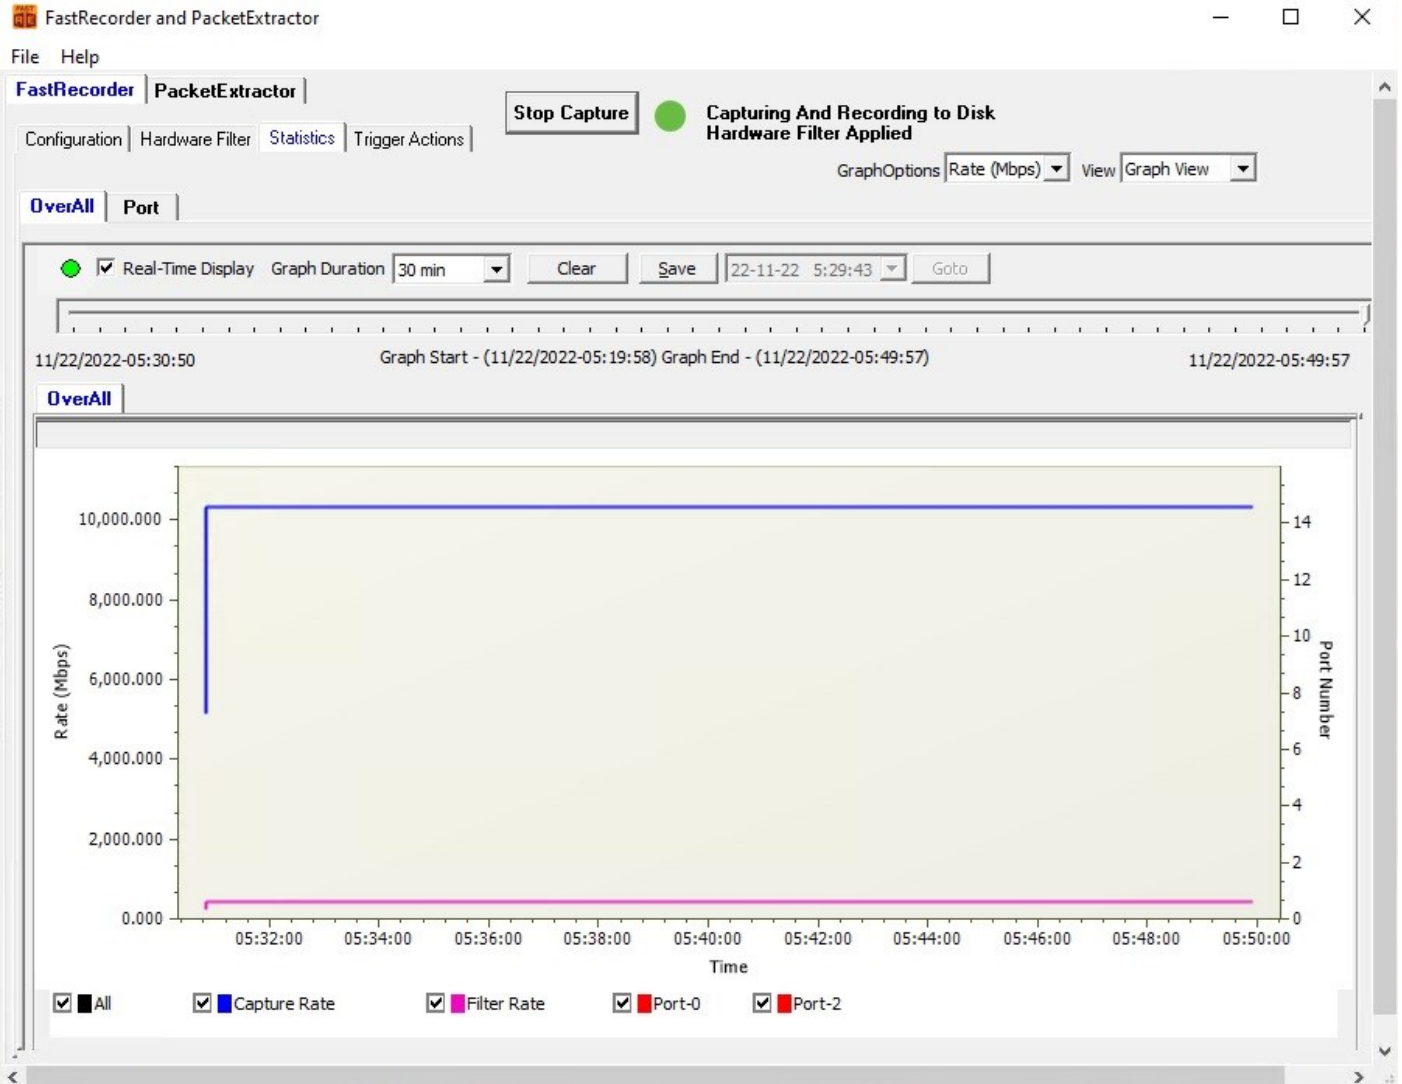 FastRecorder and PacketExtractor
File Help
FastRecorder PacketExtractor
Stop Capture
Capturing And Recording to Disk
Hardware Filter Applied
Configuration Hardware Filter Statistics Trigger Actions
GraphOptions Rate (Mbps) View Graph View
OverAll Port
Real-Time Display Graph Duration 30 min Clear Save 22-11-22 5:29:43 Goto
11/22/2022-05:30:50 Graph Start - (11/22/2022-05:19:58) Graph End - (11/22/2022-05:49:57) 11/22/2022-05:49:57
OverAll
10,000.000
8,000.000
6,000.000
4,000.000
2,000.000
0.000
Rate (Mbps)
14
12
10
8
6
4
2
0
Port Number
05:32:00 05:34:00 05:36:00 05:38:00 05:40:00 05:42:00 05:44:00 05:46:00 05:48:00 05:50:00
Time
All Capture Rate Filter Rate Port-0 Port-2